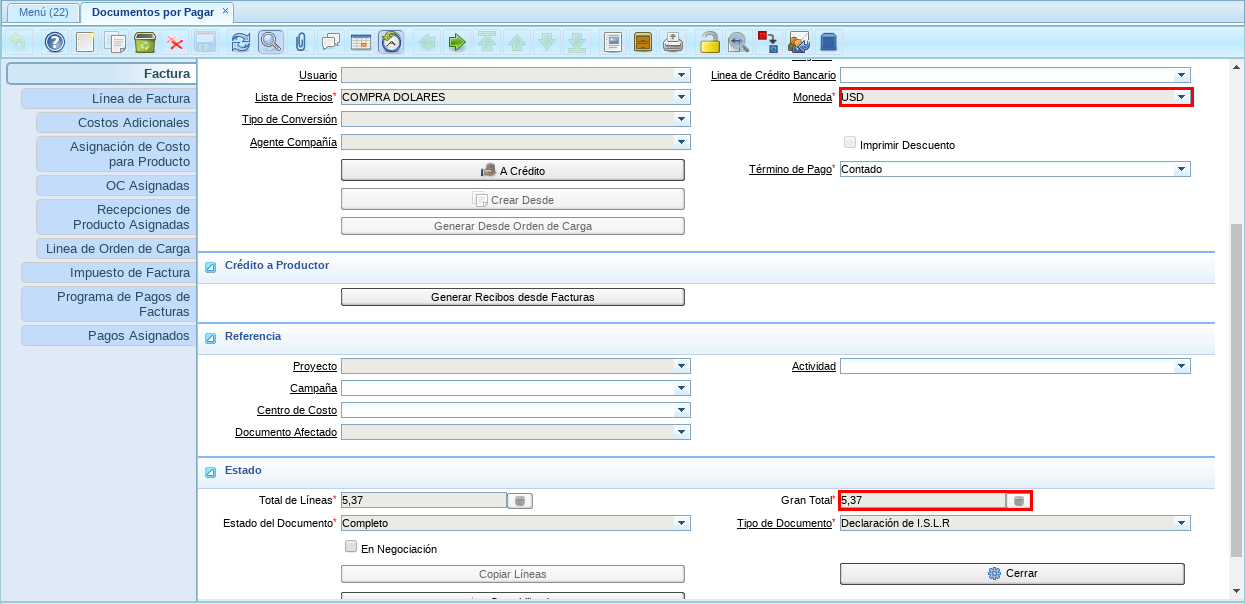 Menú (22)
Documentos por Pagar ×
Factura
Línea de Factura
Costos Adicionales
Asignación de Costo
para Producto
OC Asignadas
Recepciones de
Producto Asignadas
Linea de Orden de Carga
Impuesto de Factura
Programa de Pagos de
Facturas
Pagos Asignados
Usuario
Linea de Crédito Bancario
Lista de Precios* COMPRA DOLARES
Moneda* USD
Tipo de Conversión
Agente Compañía
Imprimir Descuento
A Crédito
Término de Pago* Contado
Crear Desde
Generar Desde Orden de Carga
Crédito a Productor
Generar Recibos desde Facturas
Referencia
Proyecto
Actividad
Campaña
Centro de Costo
Documento Afectado
Estado
Total de Líneas* 5,37
Gran Total* 5,37
Estado del Documento* Completo
Tipo de Documento* Declaración de I.S.L.R
En Negociación
Copiar Líneas
Cerrar